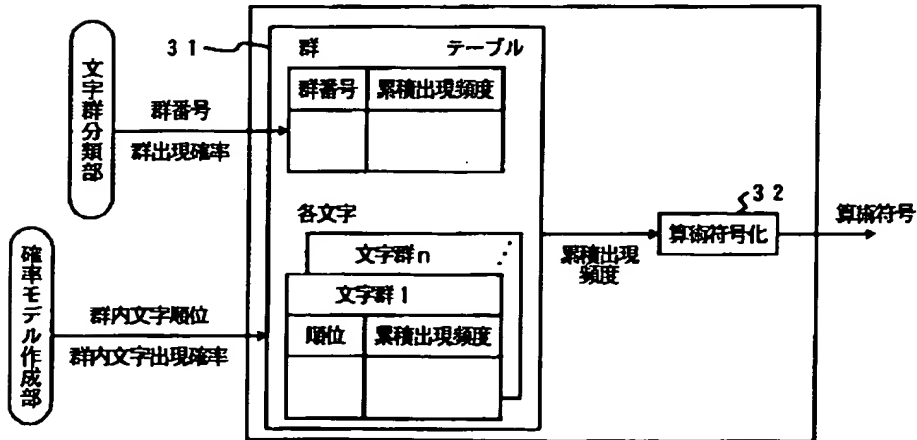 31
群 テーブル
群番号 累積出現頻度
文字群分類部
群番号
群出現確率
各文字
文字群n
文字群1
順位 累積出現頻度
確率モデル作成部
群内文字順位
群内文字出現確率
累積出現
頻度
32
算術符号化
算術符号